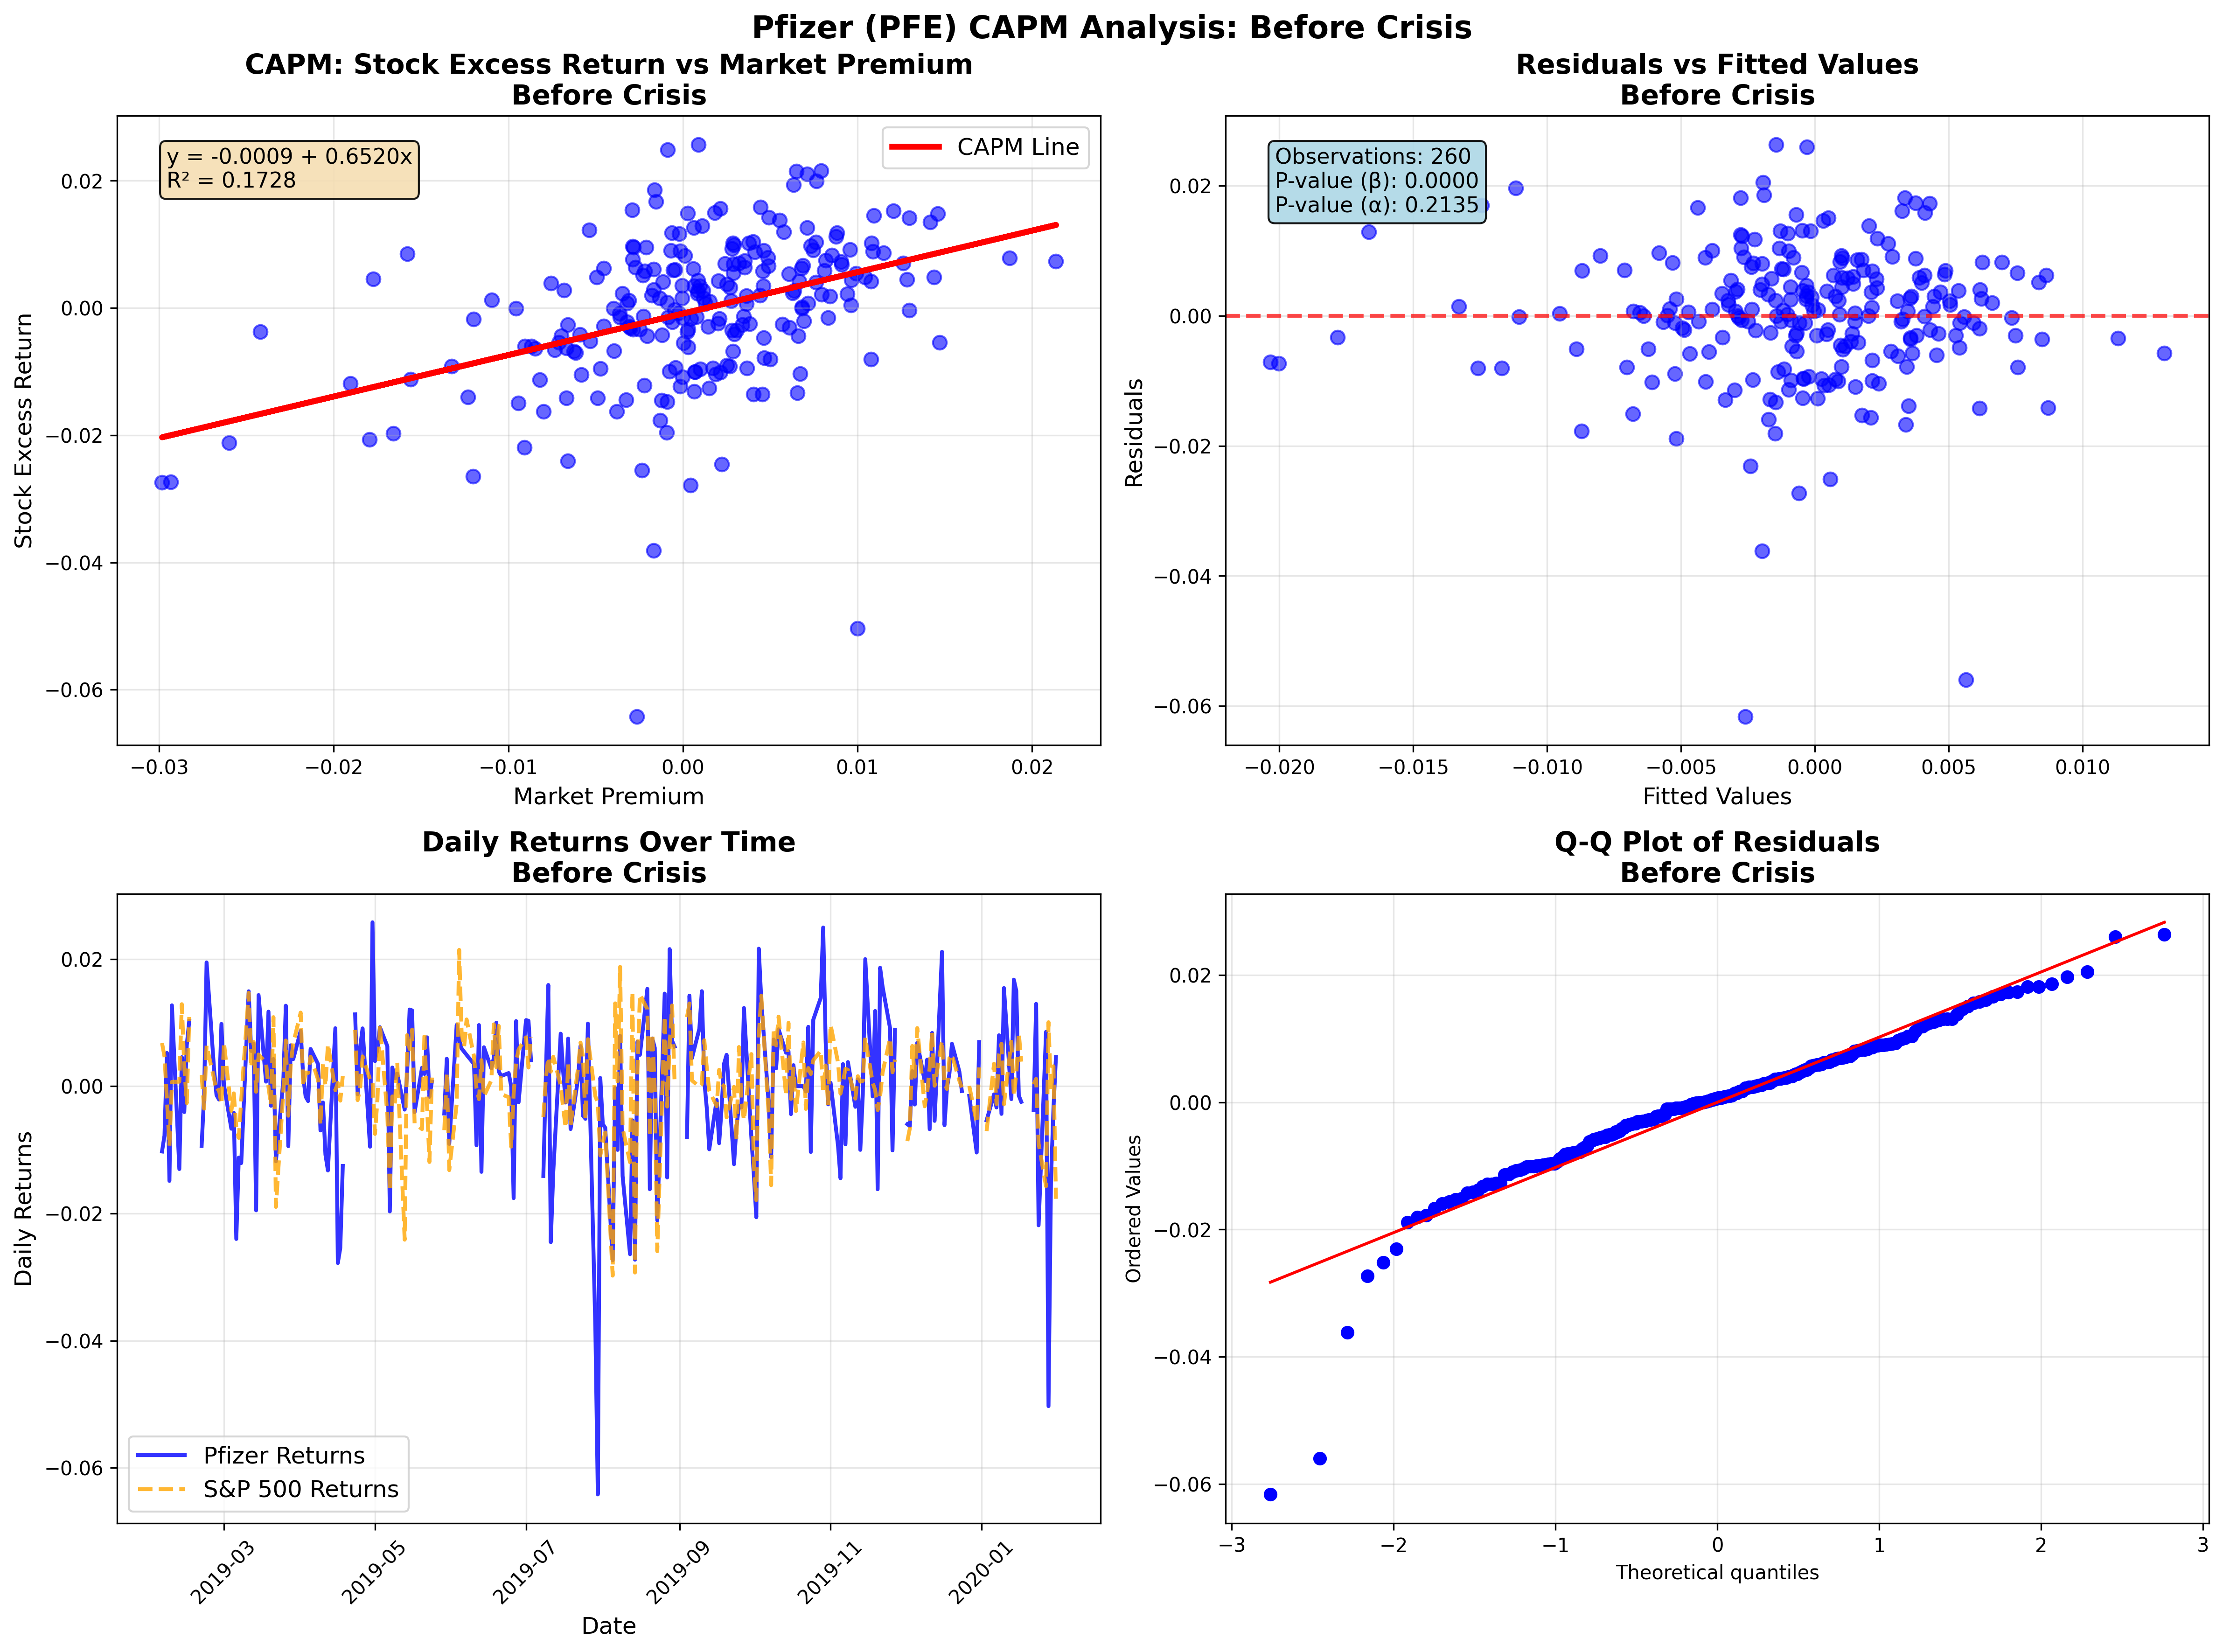 Pfizer (PFE) CAPM Analysis: Before Crisis
CAPM: Stock Excess Return vs Market Premium
Before Crisis
y = -0.0009 + 0.6520x
R² = 0.1728
CAPM Line
0.02
0.00
−0.02
−0.04
−0.06
Stock Excess Return
−0.03
−0.02
−0.01
0.00
0.01
0.02
Market Premium
Residuals vs Fitted Values
Before Crisis
Observations: 260
P-value (β): 0.0000
P-value (α): 0.2135
0.02
0.00
−0.02
−0.04
−0.06
Residuals
−0.020
−0.015
−0.010
−0.005
0.000
0.005
0.010
Fitted Values
Daily Returns Over Time
Before Crisis
0.02
0.00
−0.02
−0.04
−0.06
Daily Returns
Pfizer Returns
S&P 500 Returns
2019-03
2019-05
2019-07
2019-09
2019-11
2020-01
Date
Q-Q Plot of Residuals
Before Crisis
0.02
0.00
−0.02
−0.04
−0.06
Ordered Values
−3
−2
−1
0
1
2
3
Theoretical quantiles